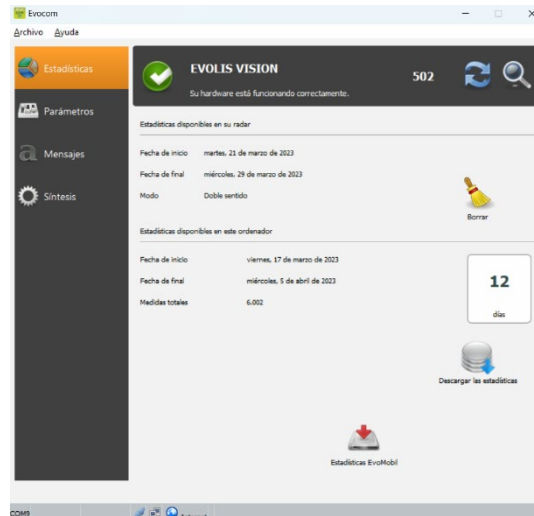 Evocom
Archivo Ayuda
Estadísticas
Parámetros
Mensajes
Síntesis
EVOLIS VISION
502
Su hardware está funcionando correctamente.
Estadísticas disponibles en su radar
Fecha de inicio martes, 21 de marzo de 2023
Fecha de final miércoles, 29 de marzo de 2023
Modo Doble sentido
Borrar
Estadísticas disponibles en este ordenador
Fecha de inicio viernes, 17 de marzo de 2023
Fecha de final miércoles, 5 de abril de 2023
Medidas totales 6.002
12
días
Descargar las estadísticas
Estadísticas EvoMobil
COM9